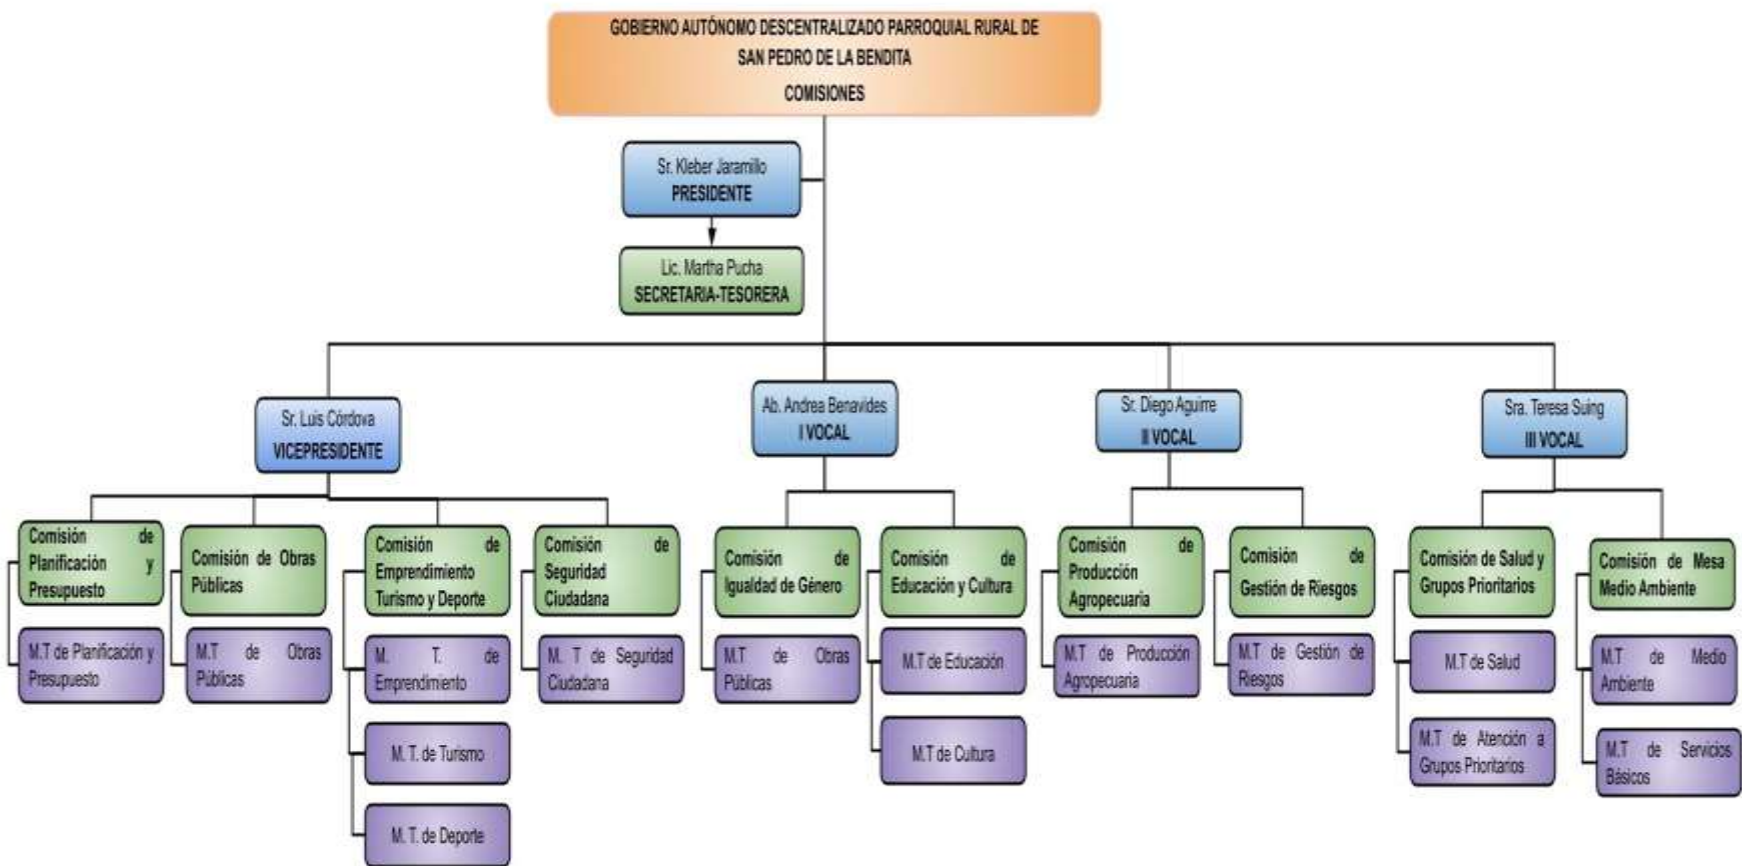 GOBIERNO AUTÓNOMO DESCENTRALIZADO PARROQUIAL RURAL DE
SAN PEDRO DE LA BENDITA
COMISIONES
Sr. Kleber Jaramillo
PRESIDENTE
Lic. Martha Pucha
SECRETARIA-TESORERA
Sr. Luis Córdova
VICEPRESIDENTE
Ab. Andrea Benavides
I VOCAL
Sr. Diego Aguirre
II VOCAL
Sra. Teresa Suing
III VOCAL
Comisión de
Planificación y
Presupuesto
M.T de Planificación y
Presupuesto
Comisión de Obras
Públicas
M.T de Obras
Públicas
Comisión de
Emprendimiento
Turismo y Deporte
M. T. de
Emprendimiento
M. T. de Turismo
M. T. de Deporte
Comisión de
Seguridad
Ciudadana
M. T de Seguridad
Ciudadana
Comisión de
Igualdad de Género
M.T de Obras
Públicas
Comisión de
Educación y Cultura
M.T de Educación
M.T de Cultura
Comisión de
Producción
Agropecuaria
M.T de Producción
Agropecuaria
Comisión de
Gestión de Riesgos
M.T de Gestión de
Riesgos
Comisión de Salud y
Grupos Prioritarios
M.T de Salud
M.T de Atención a
Grupos Prioritarios
Comisión de Mesa
Medio Ambiente
M.T de Medio
Ambiente
M.T de Servicios
Básicos